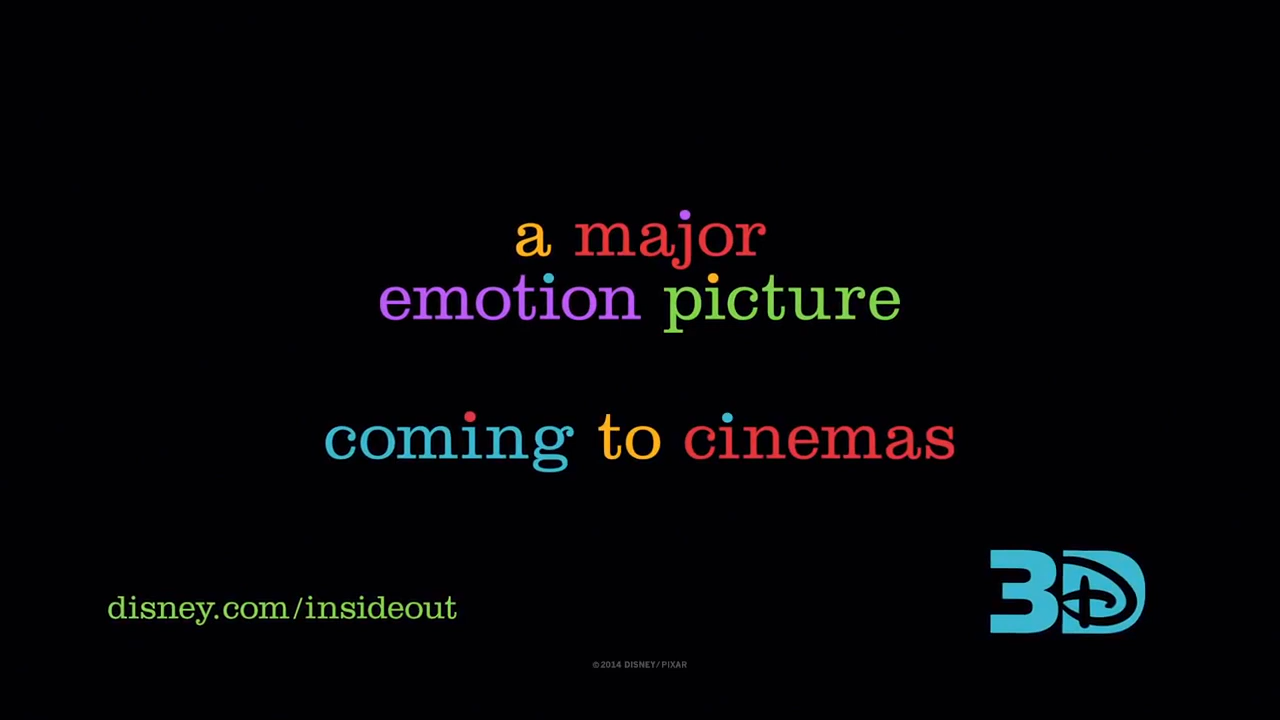 a major
emotion picture
coming to cinemas
3D
disney.com/insideout
©2014 DISNEY/PIXAR